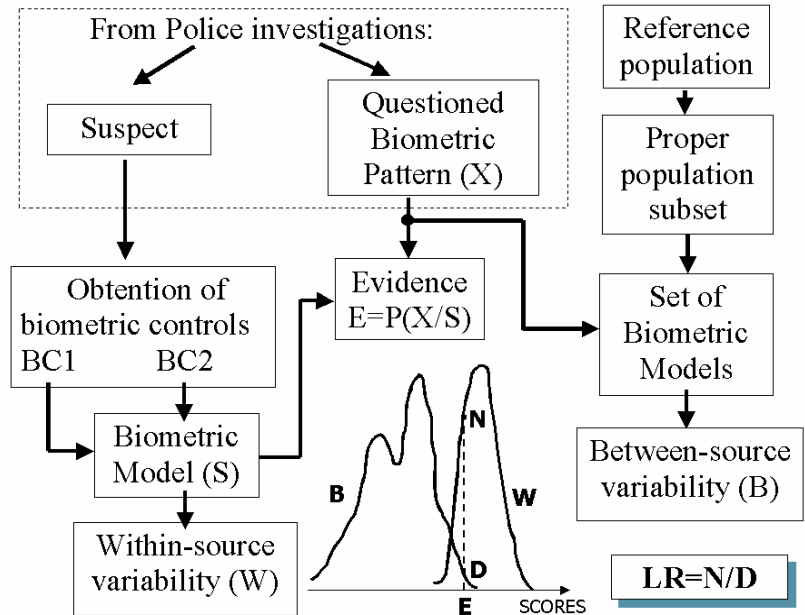 From Police investigations:
Suspect
Questioned
Biometric
Pattern (X)
Reference
population
Proper
population
subset
Obtention of
biometric controls
BC1 BC2
Evidence
E=P(X/S)
Set of
Biometric
Models
Biometric
Model (S)
Between-source
variability (B)
Within-source
variability (W)
B
N
W
D
E
SCORES
LR=N/D